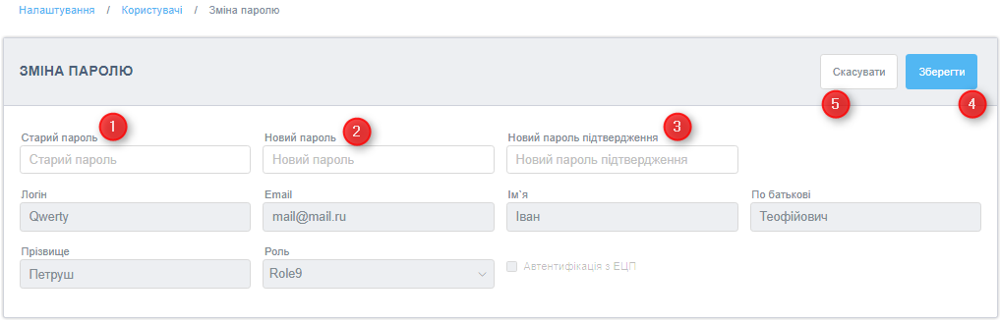 Налаштування / Користувачі / Зміна паролю
ЗМІНА ПАРОЛЮ
Скасувати
Зберегти
5
4
1
2
3
Старий пароль
Новий пароль
Новий пароль підтвердження
Старий пароль
Новий пароль
Новий пароль підтвердження
Логін
Email
Ім`я
По батькові
Qwerty
mail@mail.ru
Іван
Теофійович
Прізвище
Роль
Петруш
Role9
Автентифікація з ЕЦП